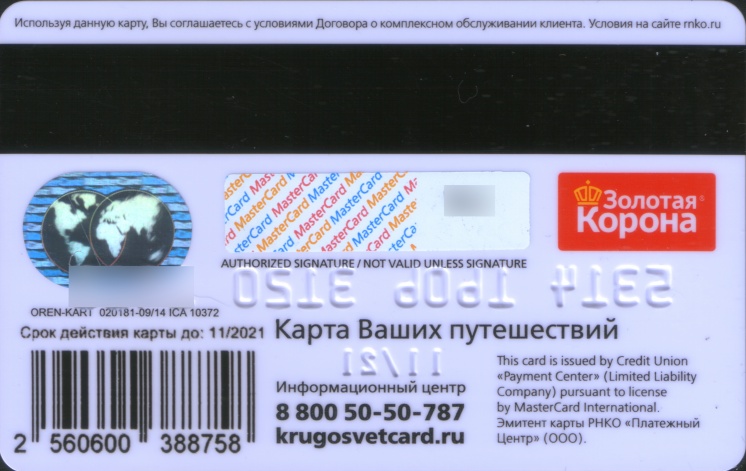 Используя данную карту, Вы соглашаетесь с условиями Договора о комплексном обслуживании клиента. Условия на сайте rnko.ru
MasterCard MasterCard MasterCard
Золотая
Корона
AUTHORIZED SIGNATURE / NOT VALID UNLESS SIGNATURE
OREN-KART 020181-09/14 ICA 10372
Срок действия карты до: 11/2021
Карта Ваших путешествий
11/21
Информационный центр
8 800 50-50-787
krugosvetcard.ru
This card is issued by Credit Union
«Payment Center» (Limited Liability
Company) pursuant to license
by MasterCard International.
Эмитент карты РНКО «Платежный
Центр» (ООО).
2 560600 388758